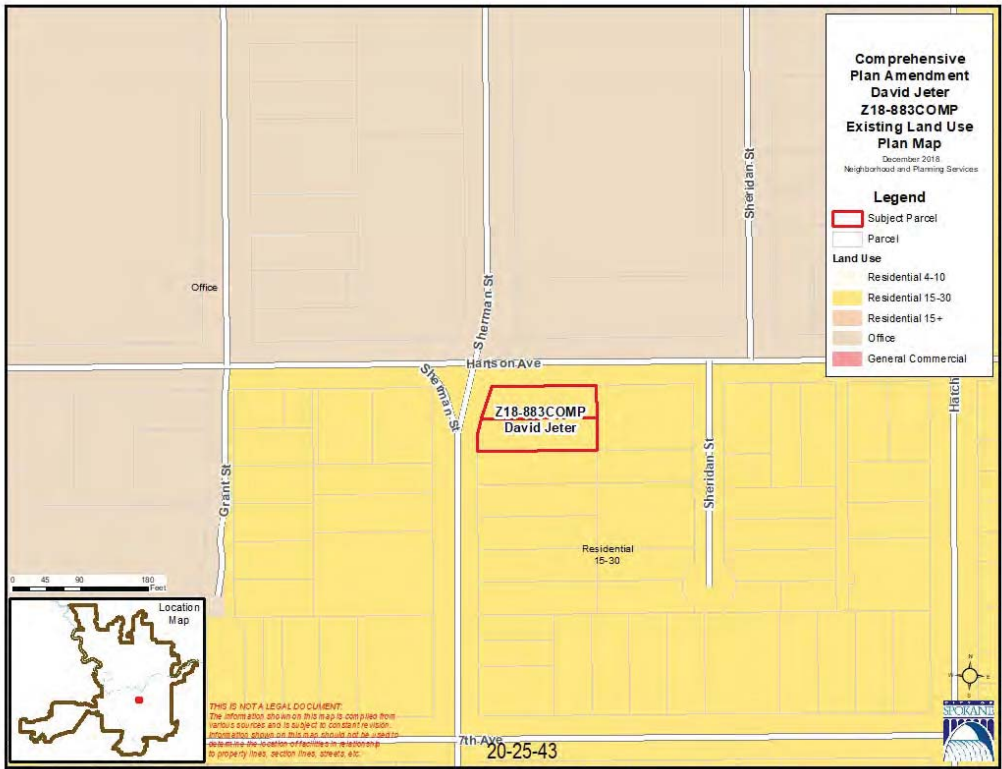 Comprehensive
Plan Amendment
David Jeter
Z18-883COMP
Existing Land Use
Plan Map
December 2018
Neighborhood and Planning Services
Legend
Subject Parcel
Parcel
Land Use
Residential 4-10
Residential 15-30
Residential 15+
Office
General Commercial
Sheridan St
Sherman St
Office
Hartson Ave
Sherman St
Z18-883COMP
David Jeter
Grant St
Sheridan St
Hatch
Residential
15-30
0 45 90 180
Feet
Location
Map
THIS IS NOT A LEGAL DOCUMENT:
The information shown on this map is compiled from
various sources and is subject to constant revision.
Information shown on this map should not be used to
determine the location of facilities in relationship
to property lines, section lines, streets, etc.
7th Ave
20-25-43
N
W E
S
CITY OF
SPOKANE